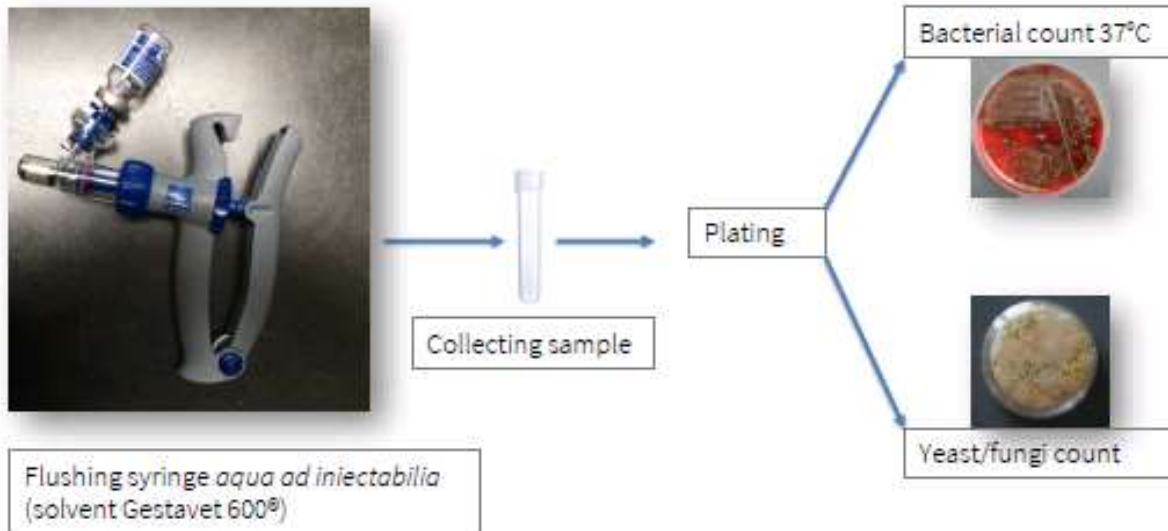 Bacterial count 37°C
Plating
Collecting sample
Yeast/fungi count
Flushing syringe aqua ad iniectabilia
(solvent Gestavet 600®)